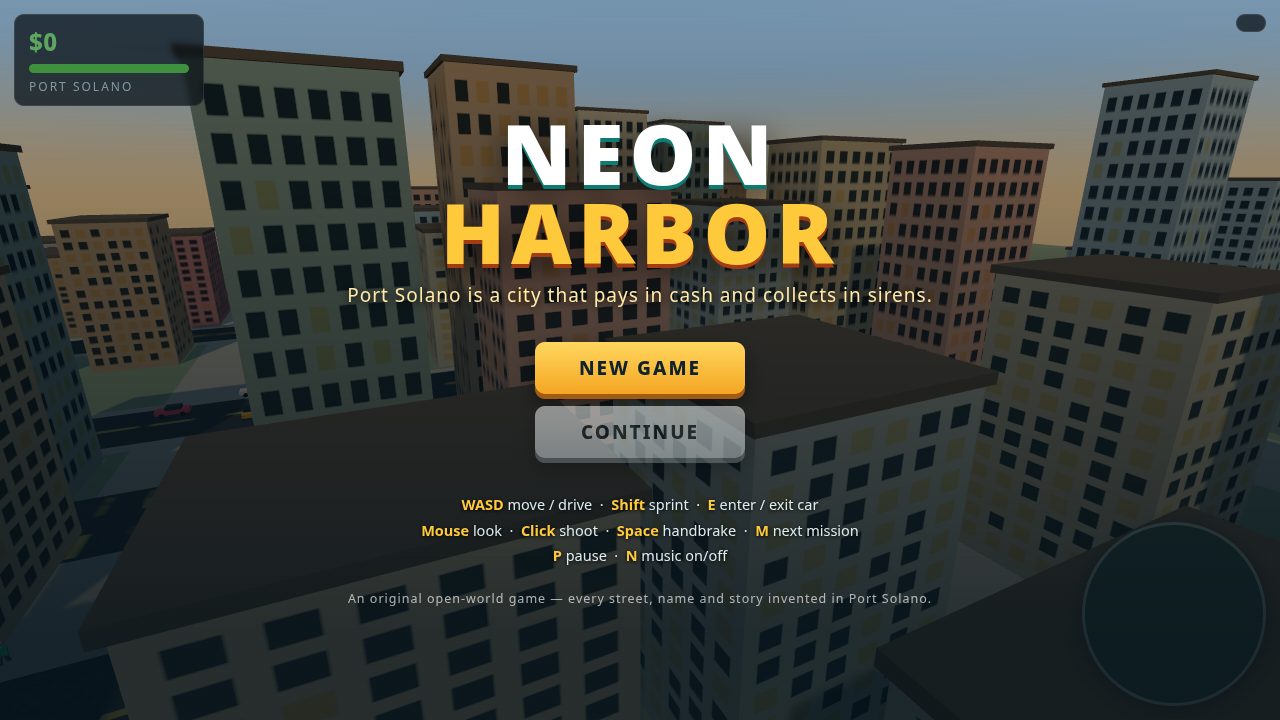 $0
PORT SOLANO
NEON
HARBOR
Port Solano is a city that pays in cash and collects in sirens.
NEW GAME
CONTINUE
WASD move / drive · Shift sprint · E enter / exit car
Mouse look · Click shoot · Space handbrake · M next mission
P pause · N music on/off
An original open-world game — every street, name and story invented in Port Solano.